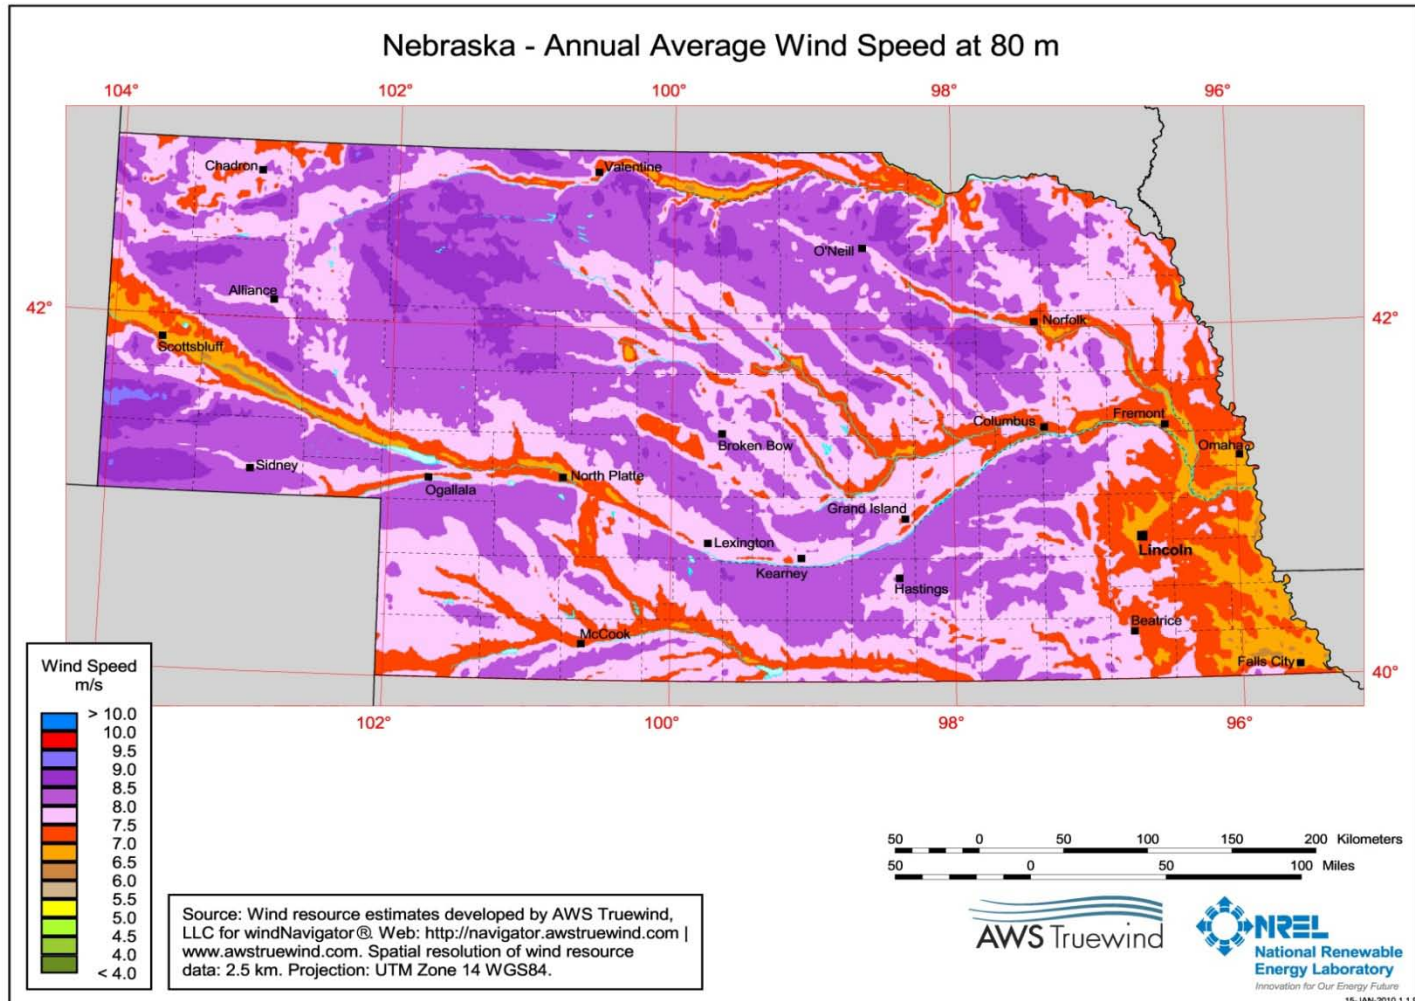 Nebraska - Annual Average Wind Speed at 80 m
104°
102°
100°
98°
96°
Chadron
Valentine
O'Neill
Alliance
42°
42°
Norfolk
Scottsbluff
Columbus
Fremont
Broken Bow
Omaha
Sidney
Ogallala
North Platte
Grand Island
Lexington
Lincoln
Kearney
Hastings
Beatrice
McCook
Falls City
40°
102°
100°
98°
96°
Wind Speed
m/s
> 10.0
10.0
9.5
9.0
8.5
8.0
7.5
7.0
6.5
6.0
5.5
5.0
4.5
4.0
< 4.0
Source: Wind resource estimates developed by AWS Truewind,
LLC for windNavigator®. Web: http://navigator.awstruewind.com |
www.awstruewind.com. Spatial resolution of wind resource
data: 2.5 km. Projection: UTM Zone 14 WGS84.
50 0 50 100 150 200 Kilometers
50 0 50 100 Miles
AWS Truewind
NREL
National Renewable
Energy Laboratory
Innovation for Our Energy Future